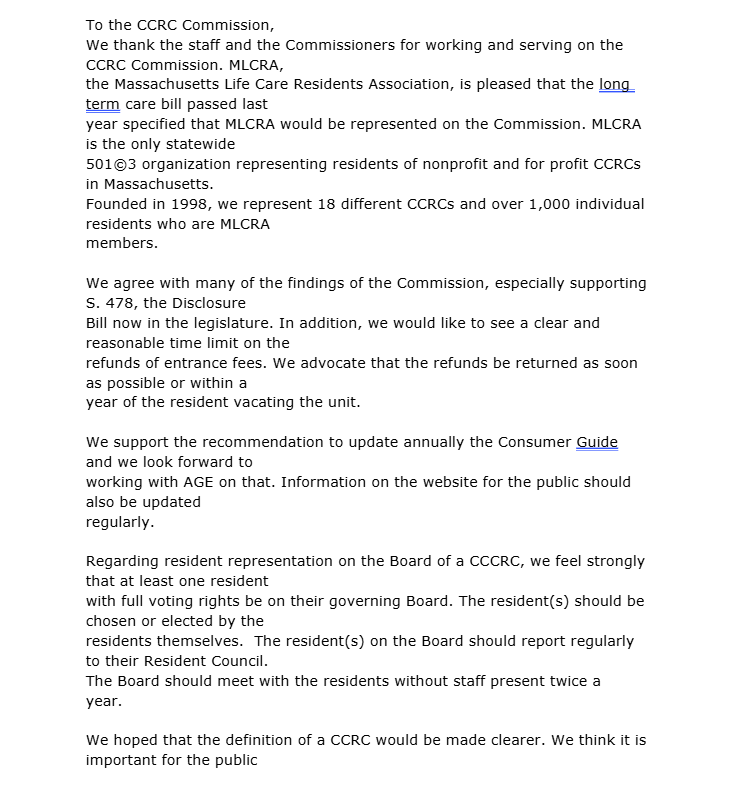 To the CCRC Commission,
We thank the staff and the Commissioners for working and serving on the
CCRC Commission. MLCRA,
the Massachusetts Life Care Residents Association, is pleased that the long
term care bill passed last
year specified that MLCRA would be represented on the Commission. MLCRA
is the only statewide
501©3 organization representing residents of nonprofit and for profit CCRCs
in Massachusetts.
Founded in 1998, we represent 18 different CCRCs and over 1,000 individual
residents who are MLCRA
members.

We agree with many of the findings of the Commission, especially supporting
S. 478, the Disclosure
Bill now in the legislature. In addition, we would like to see a clear and
reasonable time limit on the
refunds of entrance fees. We advocate that the refunds be returned as soon
as possible or within a
year of the resident vacating the unit.

We support the recommendation to update annually the Consumer Guide
and we look forward to
working with AGE on that. Information on the website for the public should
also be updated
regularly.

Regarding resident representation on the Board of a CCCRC, we feel strongly
that at least one resident
with full voting rights be on their governing Board. The resident(s) should be
chosen or elected by the
residents themselves.  The resident(s) on the Board should report regularly
to their Resident Council.
The Board should meet with the residents without staff present twice a
year.

We hoped that the definition of a CCRC would be made clearer. We think it is
important for the public